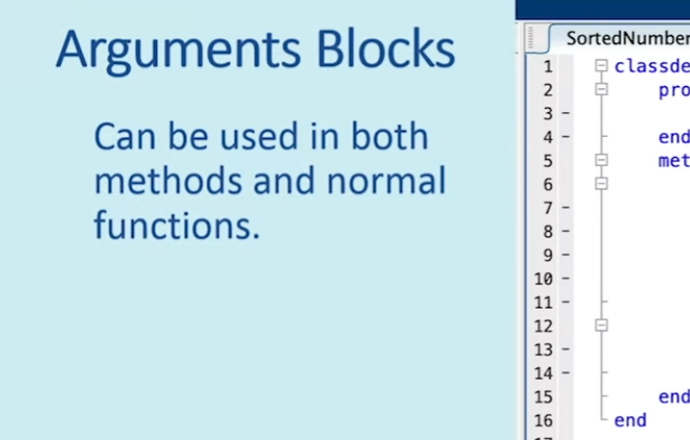 Arguments Blocks
Can be used in both
methods and normal
functions.
1 classde
2 pro
3 -
4 - end
5 met
6
7 -
8 -
9 -
10 -
11 -
12
13 -
14 -
15 end
16 end